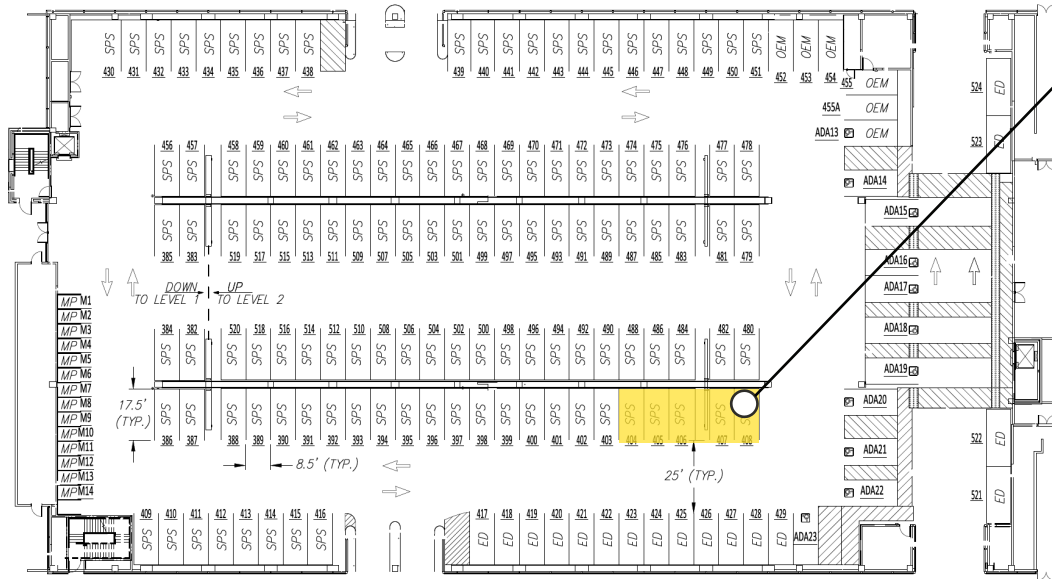 SPS SPS SPS SPS SPS SPS SPS SPS SPS
430 431 432 433 434 435 436 437 438
SPS SPS SPS SPS SPS SPS SPS SPS SPS SPS SPS SPS SPS OEM OEM OEM
439 440 441 442 443 444 445 446 447 448 449 450 451 452 453 454
455 OEM
455A OEM
ADA13 OEM
524 ED
523 ED
456 457 458 459 460 461 462 463 464 465 466 467 468 469 470 471 472 473 474 475 476 477 478
SPS SPS SPS SPS SPS SPS SPS SPS SPS SPS SPS SPS SPS SPS SPS SPS SPS SPS SPS SPS SPS SPS SPS
ADA14
ADA15
SPS SPS SPS SPS SPS SPS SPS SPS SPS SPS SPS SPS SPS SPS SPS SPS SPS SPS SPS SPS SPS SPS SPS
385 383 519 517 515 513 511 509 507 505 503 501 499 497 495 493 491 489 487 485 483 481 479
ADA16
ADA17
ADA18
ADA19
DOWN UP
TO LEVEL 1 TO LEVEL 2
MP M1
MP M2
MP M3
MP M4
MP M5
MP M6
MP M7
MP M8
MP M9
MP M10
MP M11
MP M12
MP M13
MP M14
384 382 520 518 516 514 512 510 508 506 504 502 500 498 496 494 492 490 488 486 484 482 480
SPS SPS SPS SPS SPS SPS SPS SPS SPS SPS SPS SPS SPS SPS SPS SPS SPS SPS SPS SPS SPS SPS SPS
17.5'
(TYP.)
SPS SPS SPS SPS SPS SPS SPS SPS SPS SPS SPS SPS SPS SPS SPS SPS SPS SPS SPS SPS SPS SPS
386 387 388 389 390 391 392 393 394 395 396 397 398 399 400 401 402 403 404 405 406 407 408
ADA20
ADA21
ADA22
522 ED
521 ED
8.5' (TYP.)
25' (TYP.)
409 410 411 412 413 414 415 416
SPS SPS SPS SPS SPS SPS SPS SPS
417 418 419 420 421 422 423 424 425 426 427 428 429
ED ED ED ED ED ED ED ED ED ED ED ED ED
ADA23